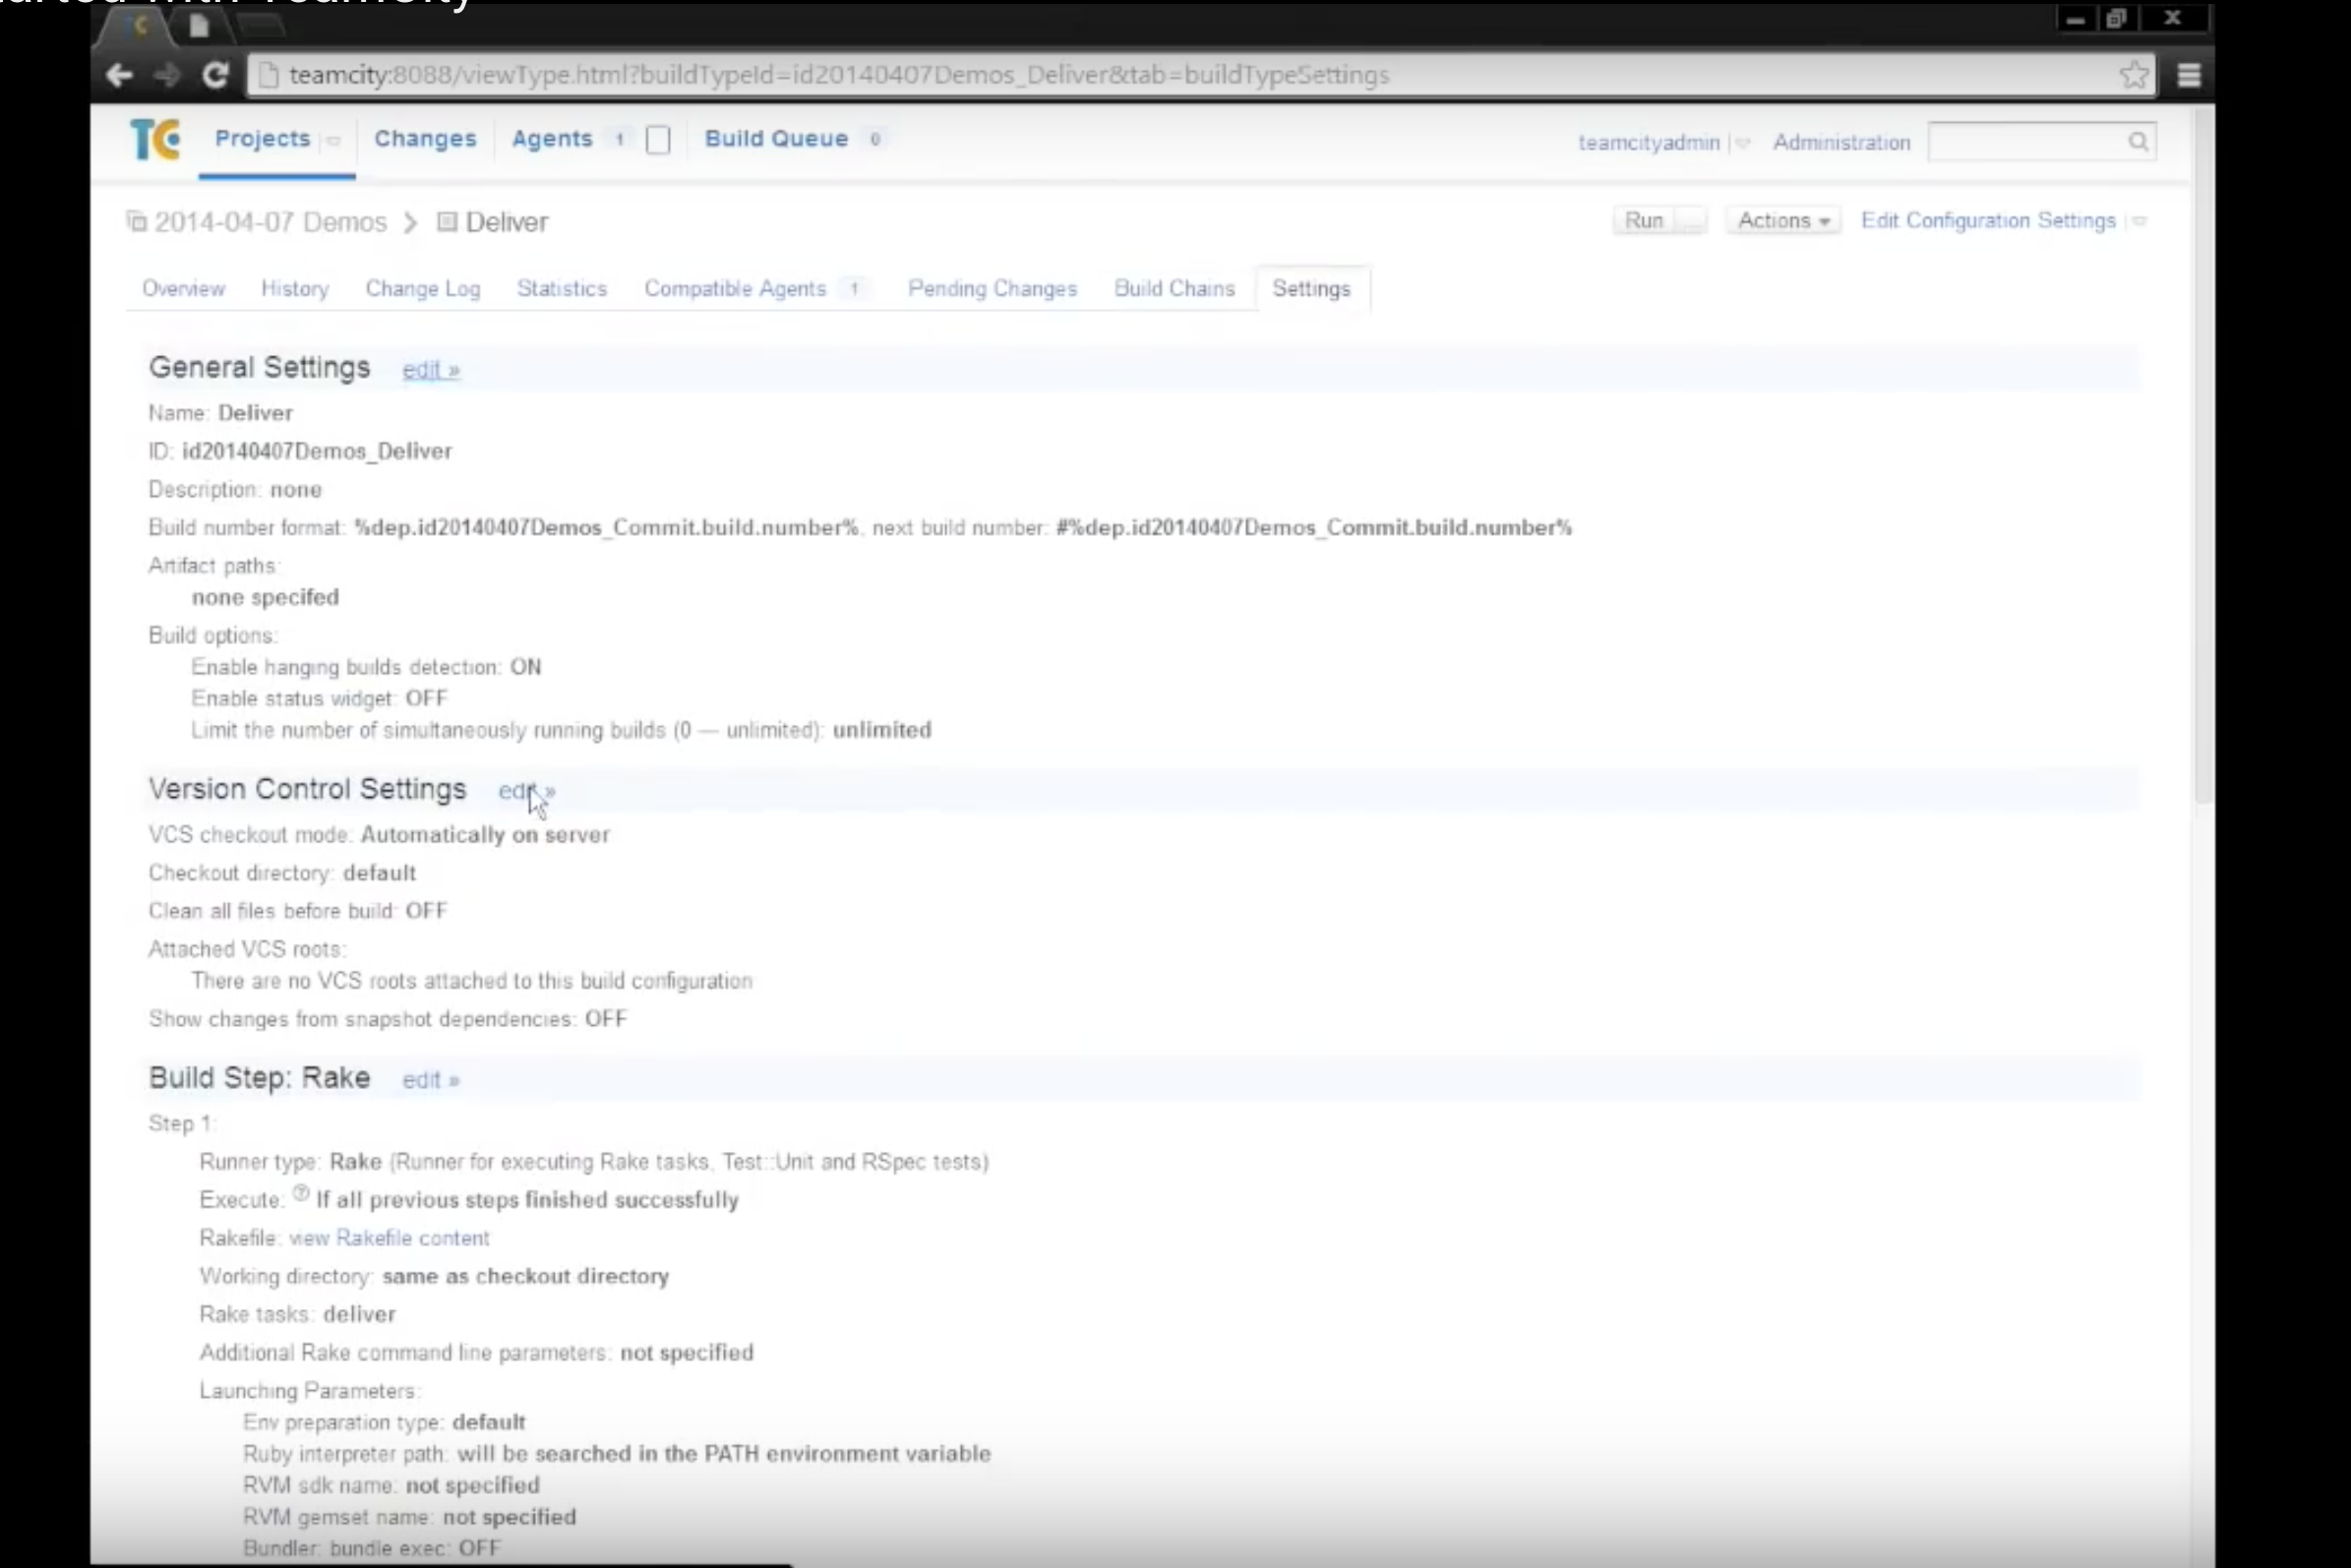 teamcity:8088/viewType.html?buildTypeId=id20140407Demos_Deliver&tab=buildTypeSettings
TC Projects Changes Agents 1 Build Queue 0 teamcityadmin Administration
2014-04-07 Demos > Deliver Run ... Actions Edit Configuration Settings
Overview History Change Log Statistics Compatible Agents 1 Pending Changes Build Chains Settings
General Settings edit »
Name: Deliver
ID: id20140407Demos_Deliver
Description: none
Build number format: %dep.id20140407Demos_Commit.build.number%, next build number: #%dep.id20140407Demos_Commit.build.number%
Artifact paths:
none specifed
Build options:
Enable hanging builds detection: ON
Enable status widget: OFF
Limit the number of simultaneously running builds (0 — unlimited): unlimited
Version Control Settings edit »
VCS checkout mode: Automatically on server
Checkout directory: default
Clean all files before build: OFF
Attached VCS roots:
There are no VCS roots attached to this build configuration
Show changes from snapshot dependencies: OFF
Build Step: Rake edit »
Step 1:
Runner type: Rake (Runner for executing Rake tasks, Test::Unit and RSpec tests)
Execute: If all previous steps finished successfully
Rakefile: view Rakefile content
Working directory: same as checkout directory
Rake tasks: deliver
Additional Rake command line parameters: not specified
Launching Parameters:
Env preparation type: default
Ruby interpreter path: will be searched in the PATH environment variable
RVM sdk name: not specified
RVM gemset name: not specified
Bundler: bundle exec: OFF